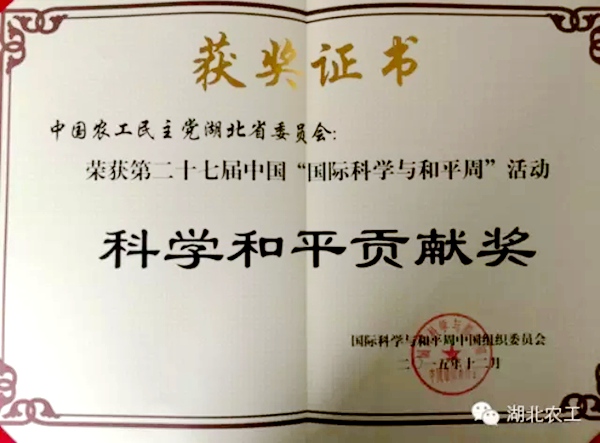 获奖证书
中国农工民主党湖北省委员会:
荣获第二十七届中国“国际科学与和平周”活动
科学和平贡献奖
国际科学与和平周中国组织委员会
二〇一五年十二月
湖北农工